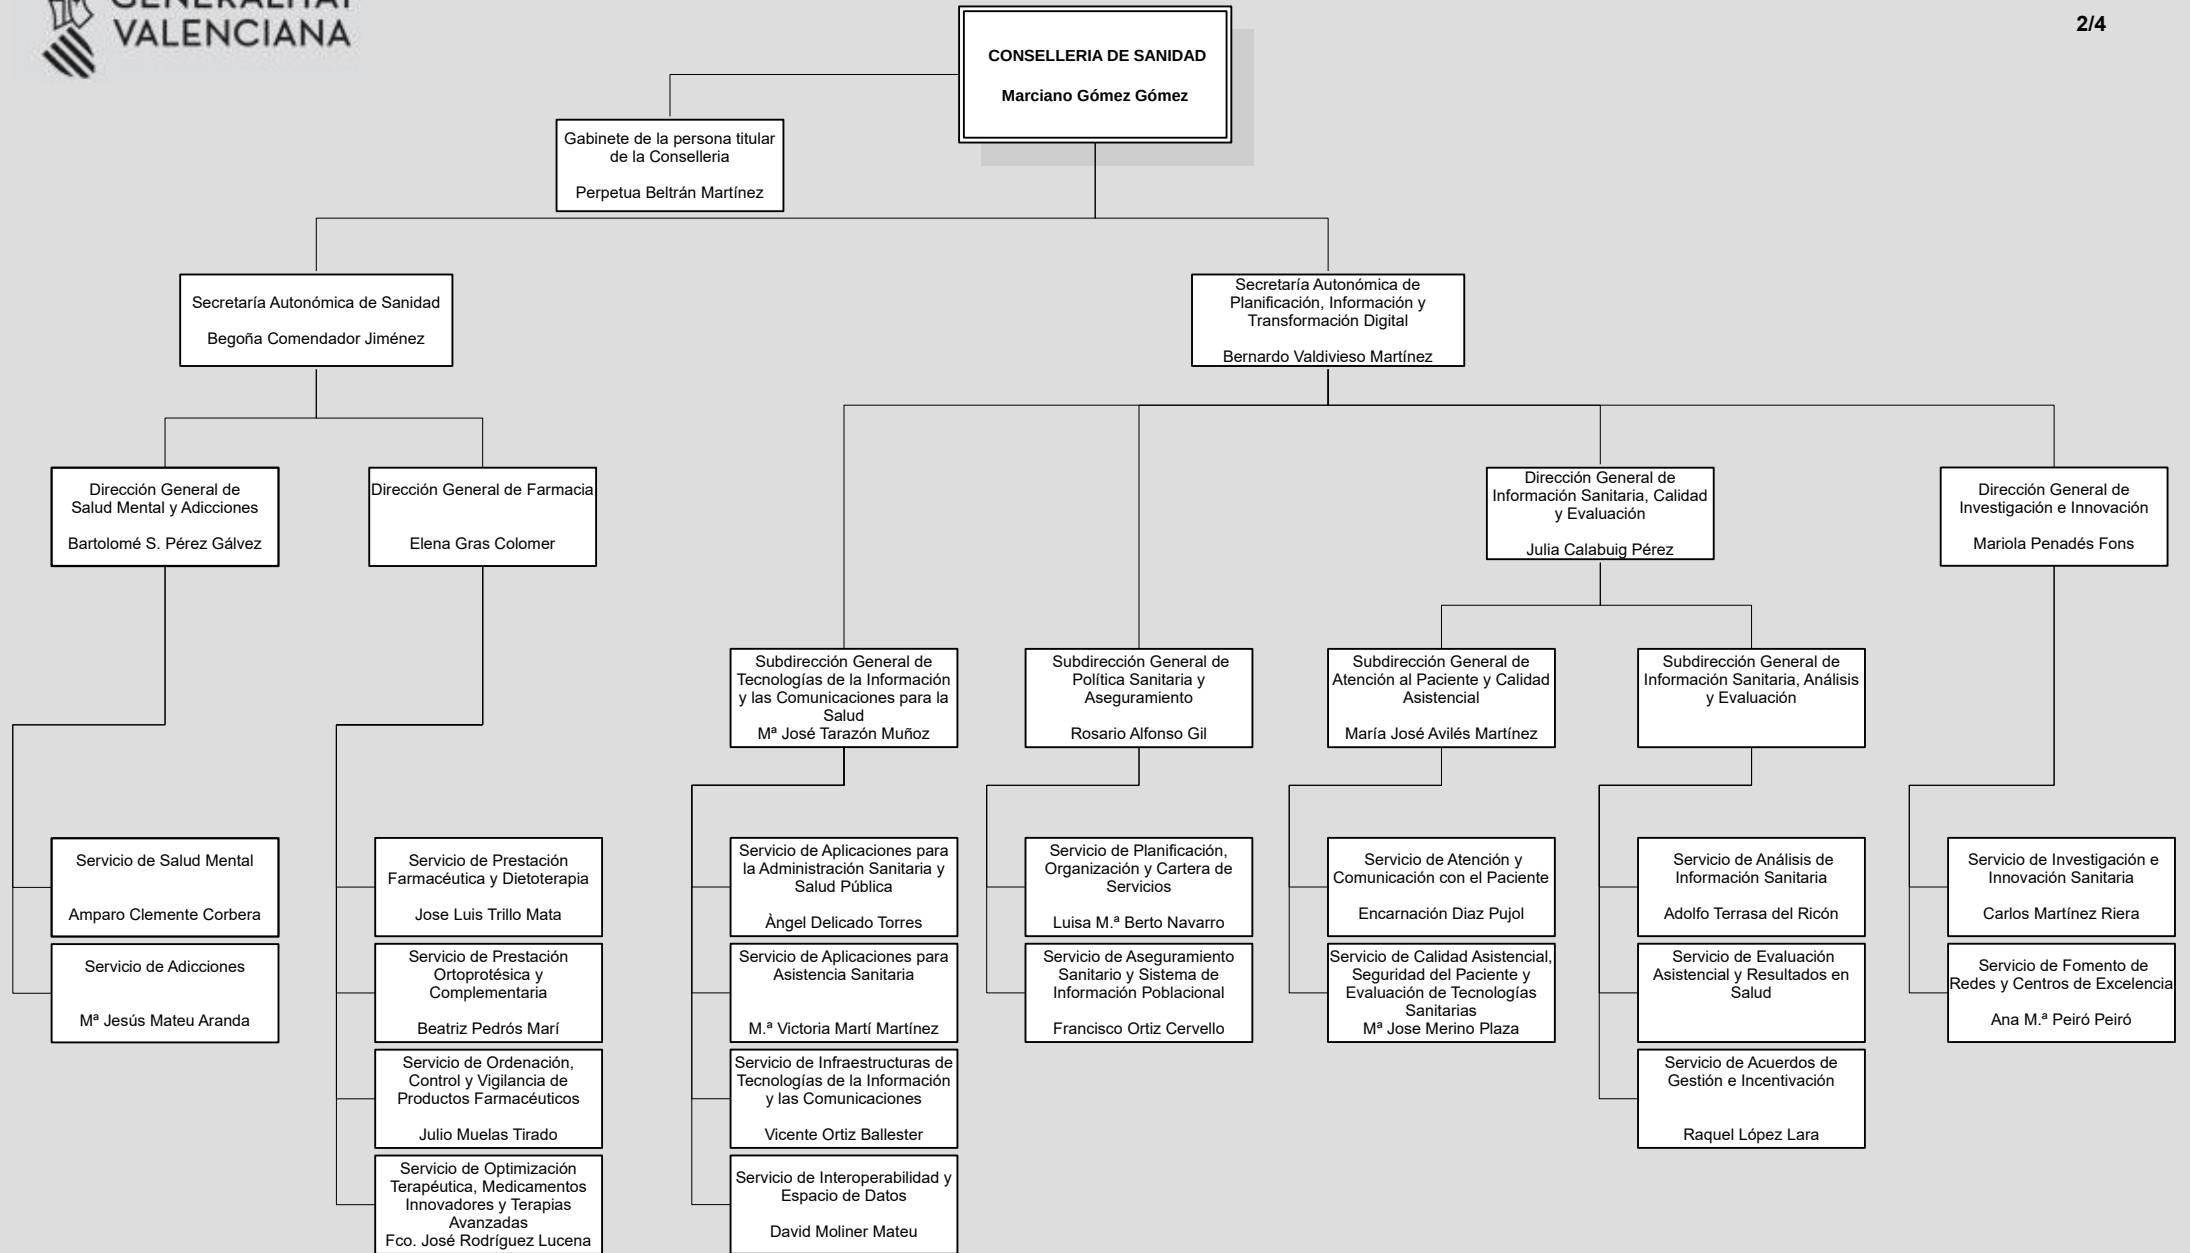 GENERALITAT
VALENCIANA
2/4
CONSELLERIA DE SANIDAD
Marciano Gómez Gómez
Gabinete de la persona titular
de la Conselleria
Perpetua Beltrán Martínez
Secretaría Autonómica de Sanidad
Begoña Comendador Jiménez
Secretaría Autonómica de
Planificación, Información y
Transformación Digital
Bernardo Valdivieso Martínez
Dirección General de
Salud Mental y Adicciones
Bartolomé S. Pérez Gálvez
Dirección General de Farmacia
Elena Gras Colomer
Dirección General de
Información Sanitaria, Calidad
y Evaluación
Julia Calabuig Pérez
Dirección General de
Investigación e Innovación
Mariola Penadés Fons
Subdirección General de
Tecnologías de la Información
y las Comunicaciones para la
Salud
Mª José Tarazón Muñoz
Subdirección General de
Política Sanitaria y
Aseguramiento
Rosario Alfonso Gil
Subdirección General de
Atención al Paciente y Calidad
Asistencial
María José Avilés Martínez
Subdirección General de
Información Sanitaria, Análisis
y Evaluación
Servicio de Salud Mental
Amparo Clemente Corbera
Servicio de Adicciones
Mª Jesús Mateu Aranda
Servicio de Prestación
Farmacéutica y Dietoterapia
Jose Luis Trillo Mata
Servicio de Prestación
Ortoprotésica y
Complementaria
Beatriz Pedrós Marí
Servicio de Ordenación,
Control y Vigilancia de
Productos Farmacéuticos
Julio Muelas Tirado
Servicio de Optimización
Terapéutica, Medicamentos
Innovadores y Terapias
Avanzadas
Fco. José Rodríguez Lucena
Servicio de Aplicaciones para
la Administración Sanitaria y
Salud Pública
Àngel Delicado Torres
Servicio de Aplicaciones para
Asistencia Sanitaria
M.ª Victoria Martí Martínez
Servicio de Infraestructuras de
Tecnologías de la Información
y las Comunicaciones
Vicente Ortiz Ballester
Servicio de Interoperabilidad y
Espacio de Datos
David Moliner Mateu
Servicio de Planificación,
Organización y Cartera de
Servicios
Luisa M.ª Berto Navarro
Servicio de Aseguramiento
Sanitario y Sistema de
Información Poblacional
Francisco Ortiz Cervello
Servicio de Atención y
Comunicación con el Paciente
Encarnación Diaz Pujol
Servicio de Calidad Asistencial,
Seguridad del Paciente y
Evaluación de Tecnologías
Sanitarias
Mª Jose Merino Plaza
Servicio de Análisis de
Información Sanitaria
Adolfo Terrasa del Ricón
Servicio de Evaluación
Asistencial y Resultados en
Salud
Servicio de Acuerdos de
Gestión e Incentivación
Raquel López Lara
Servicio de Investigación e
Innovación Sanitaria
Carlos Martínez Riera
Servicio de Fomento de
Redes y Centros de Excelencia
Ana M.ª Peiró Peiró